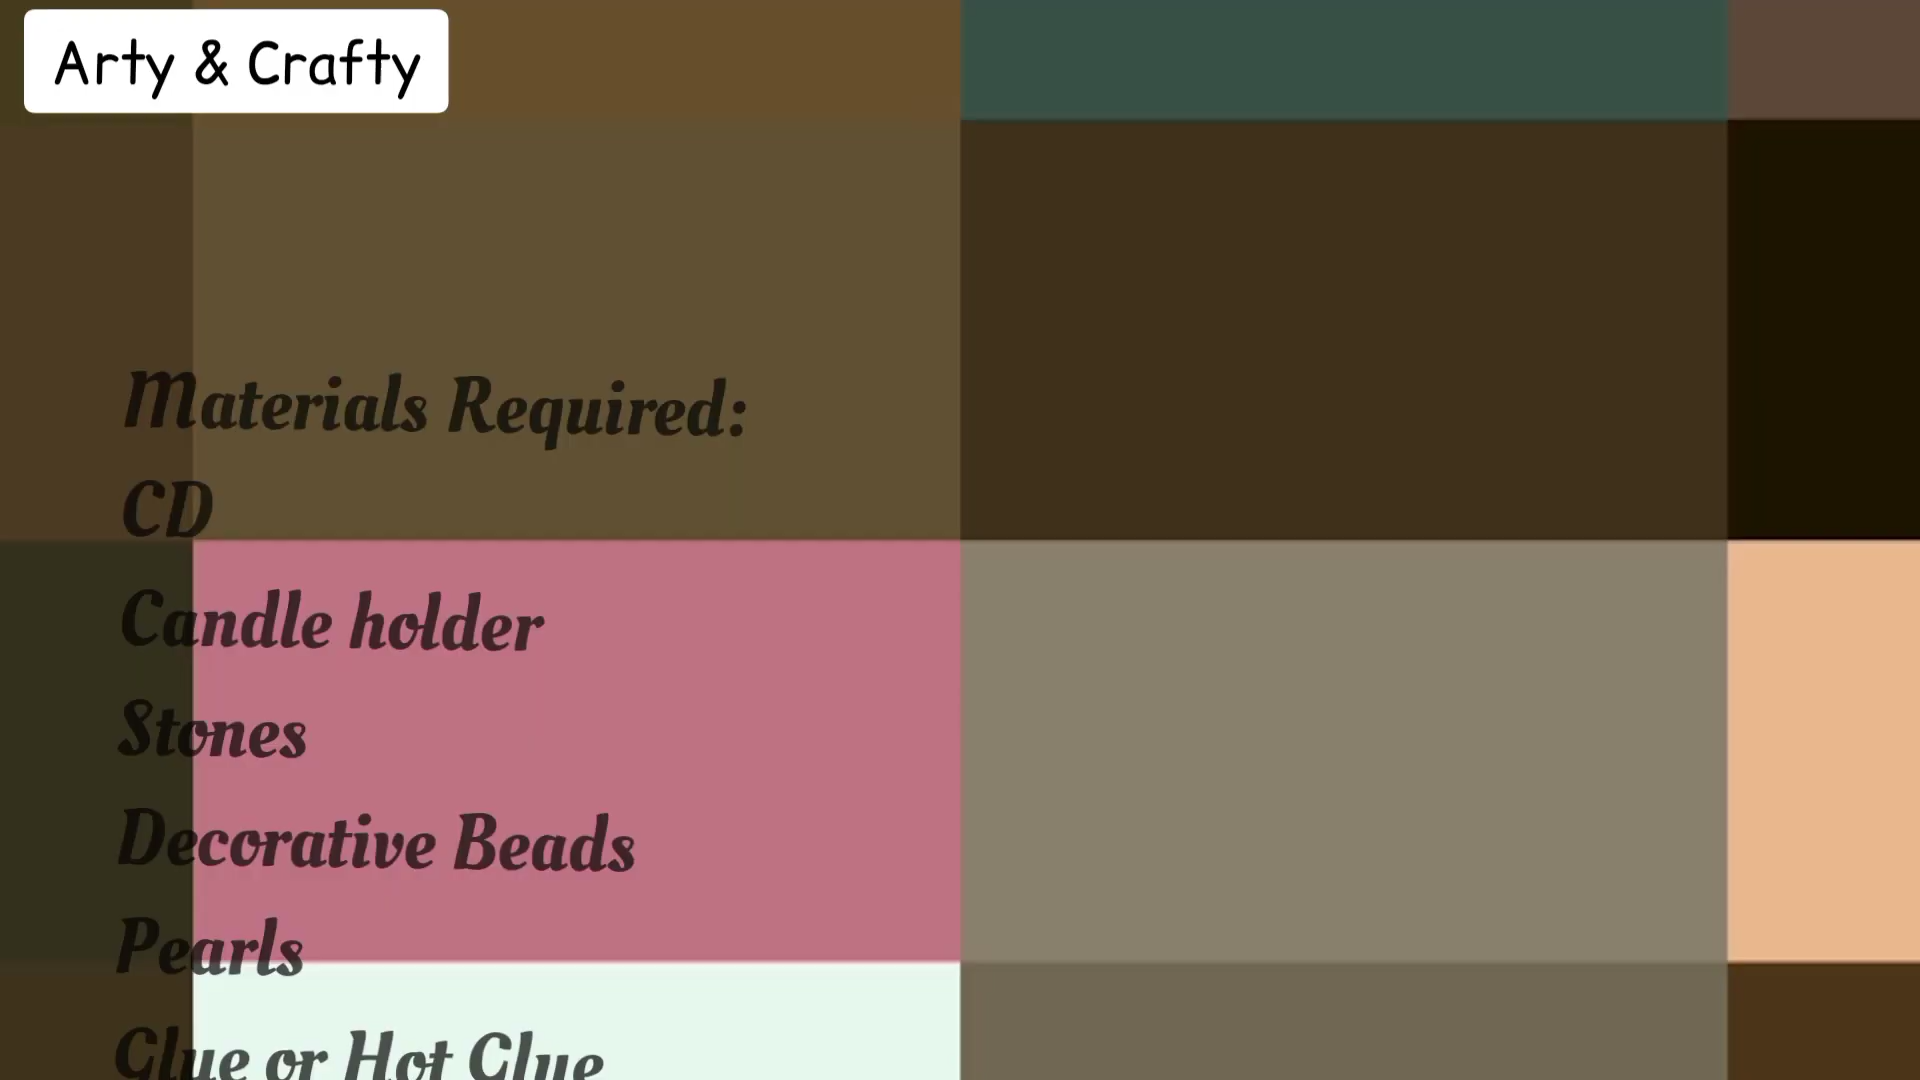 Arty & Crafty
Materials Required:
CD
Candle holder
Stones
Decorative Beads
Pearls
Glue or Hot Glue